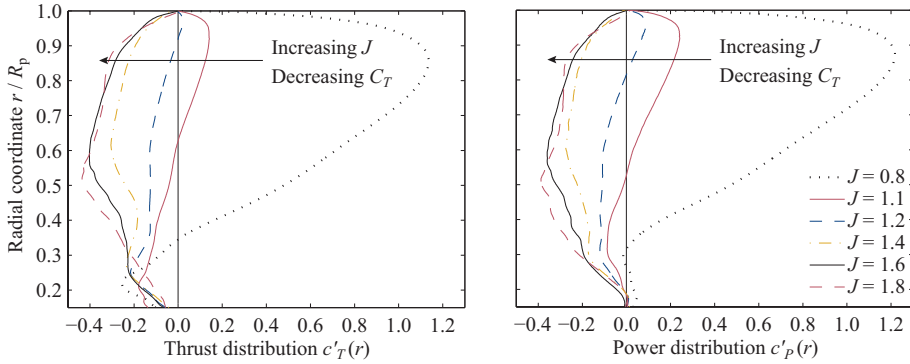 Radial coordinate r / Rp
1.0
0.9
0.8
0.7
0.6
0.5
0.4
0.3
0.2
Increasing J
Decreasing C_T
−0.4 −0.2 0.0 0.2 0.4 0.6 0.8 1.0 1.2
Thrust distribution c′_T(r)
Increasing J
Decreasing C_T
J = 0.8
J = 1.1
J = 1.2
J = 1.4
J = 1.6
J = 1.8
−0.4 −0.2 0.0 0.2 0.4 0.6 0.8 1.0 1.2
Power distribution c′_P(r)